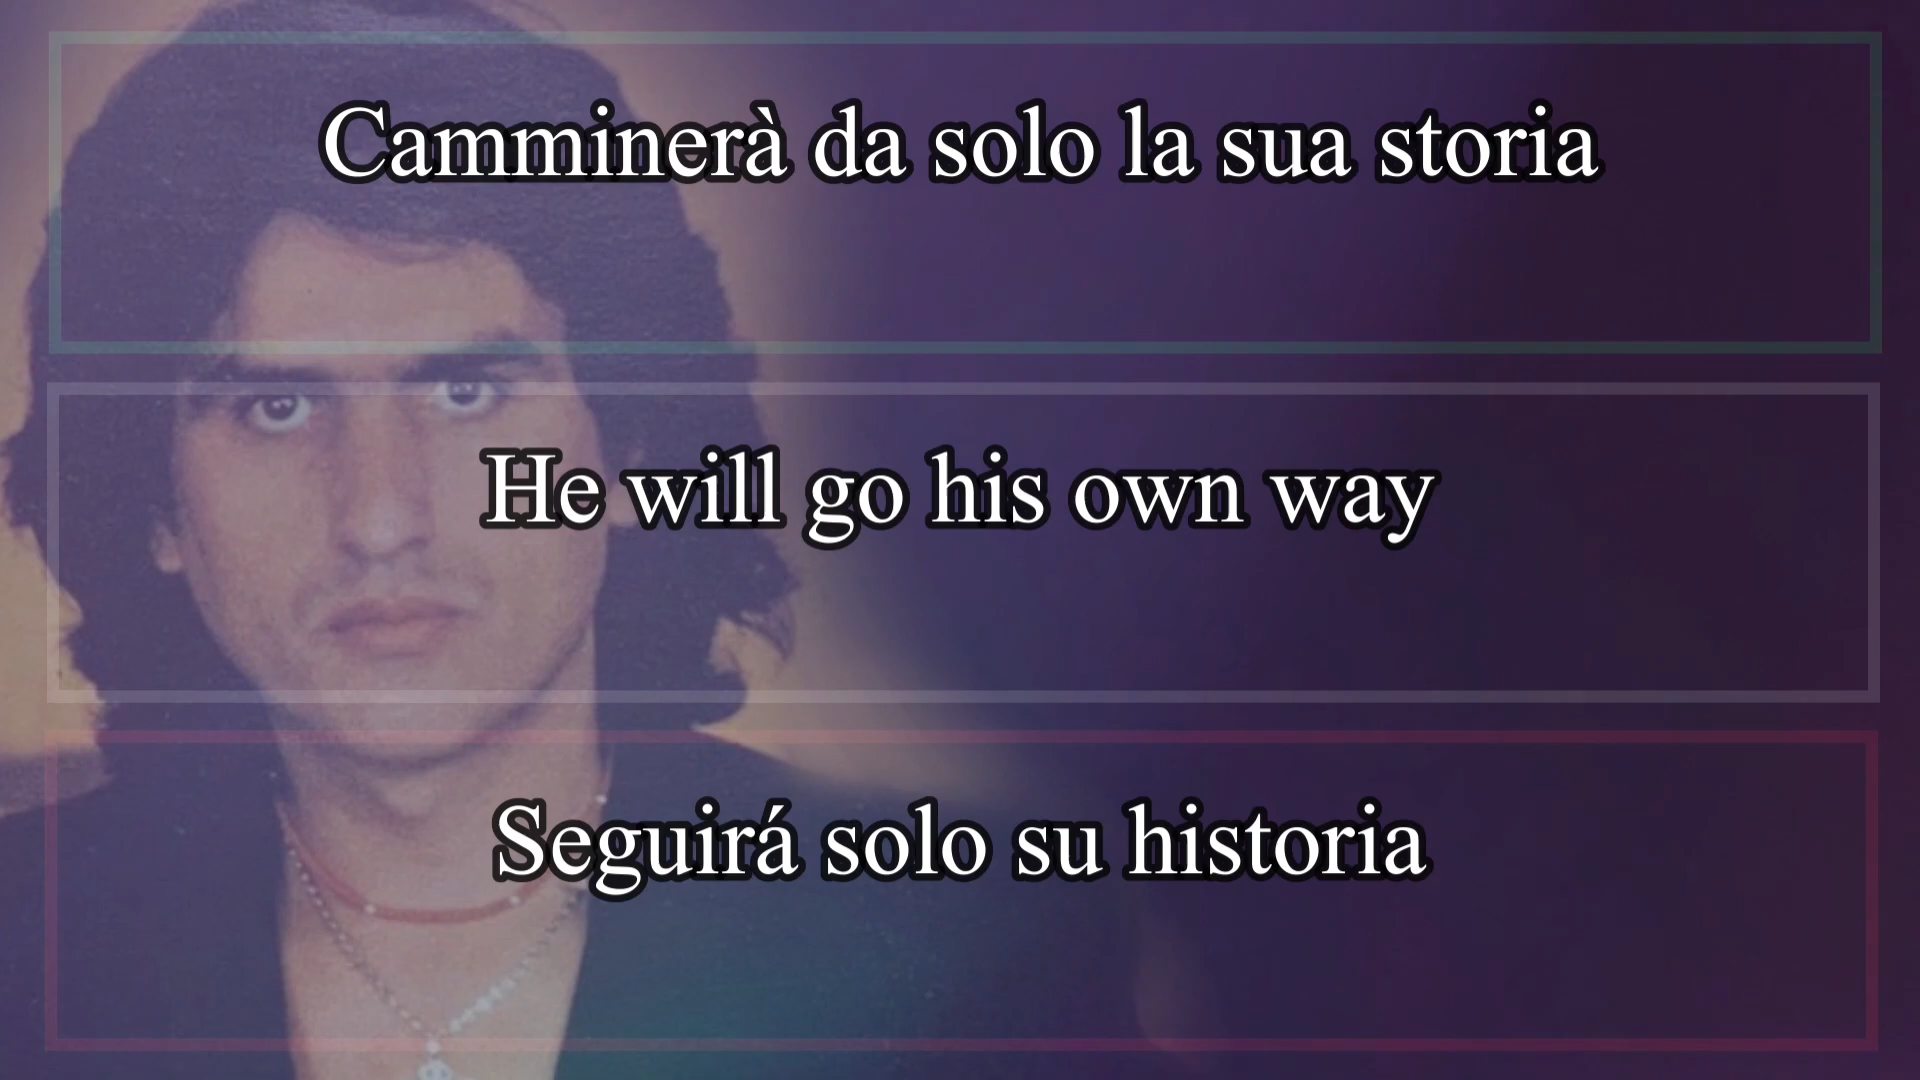 Camminerà da solo la sua storia
He will go his own way
Seguirá solo su historia